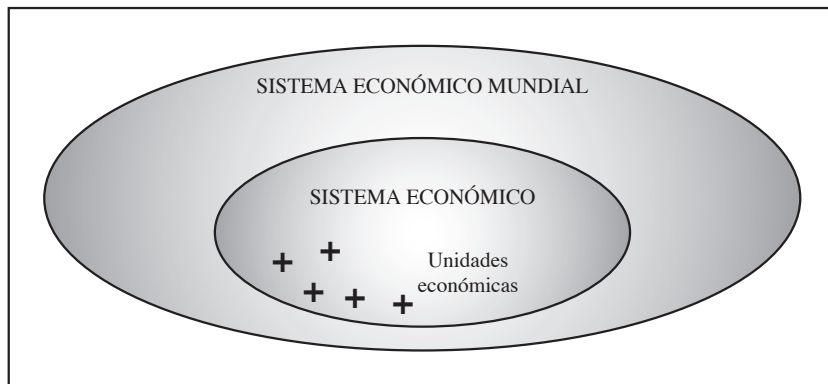 SISTEMA ECONÓMICO MUNDIAL
SISTEMA ECONÓMICO
Unidades
económicas